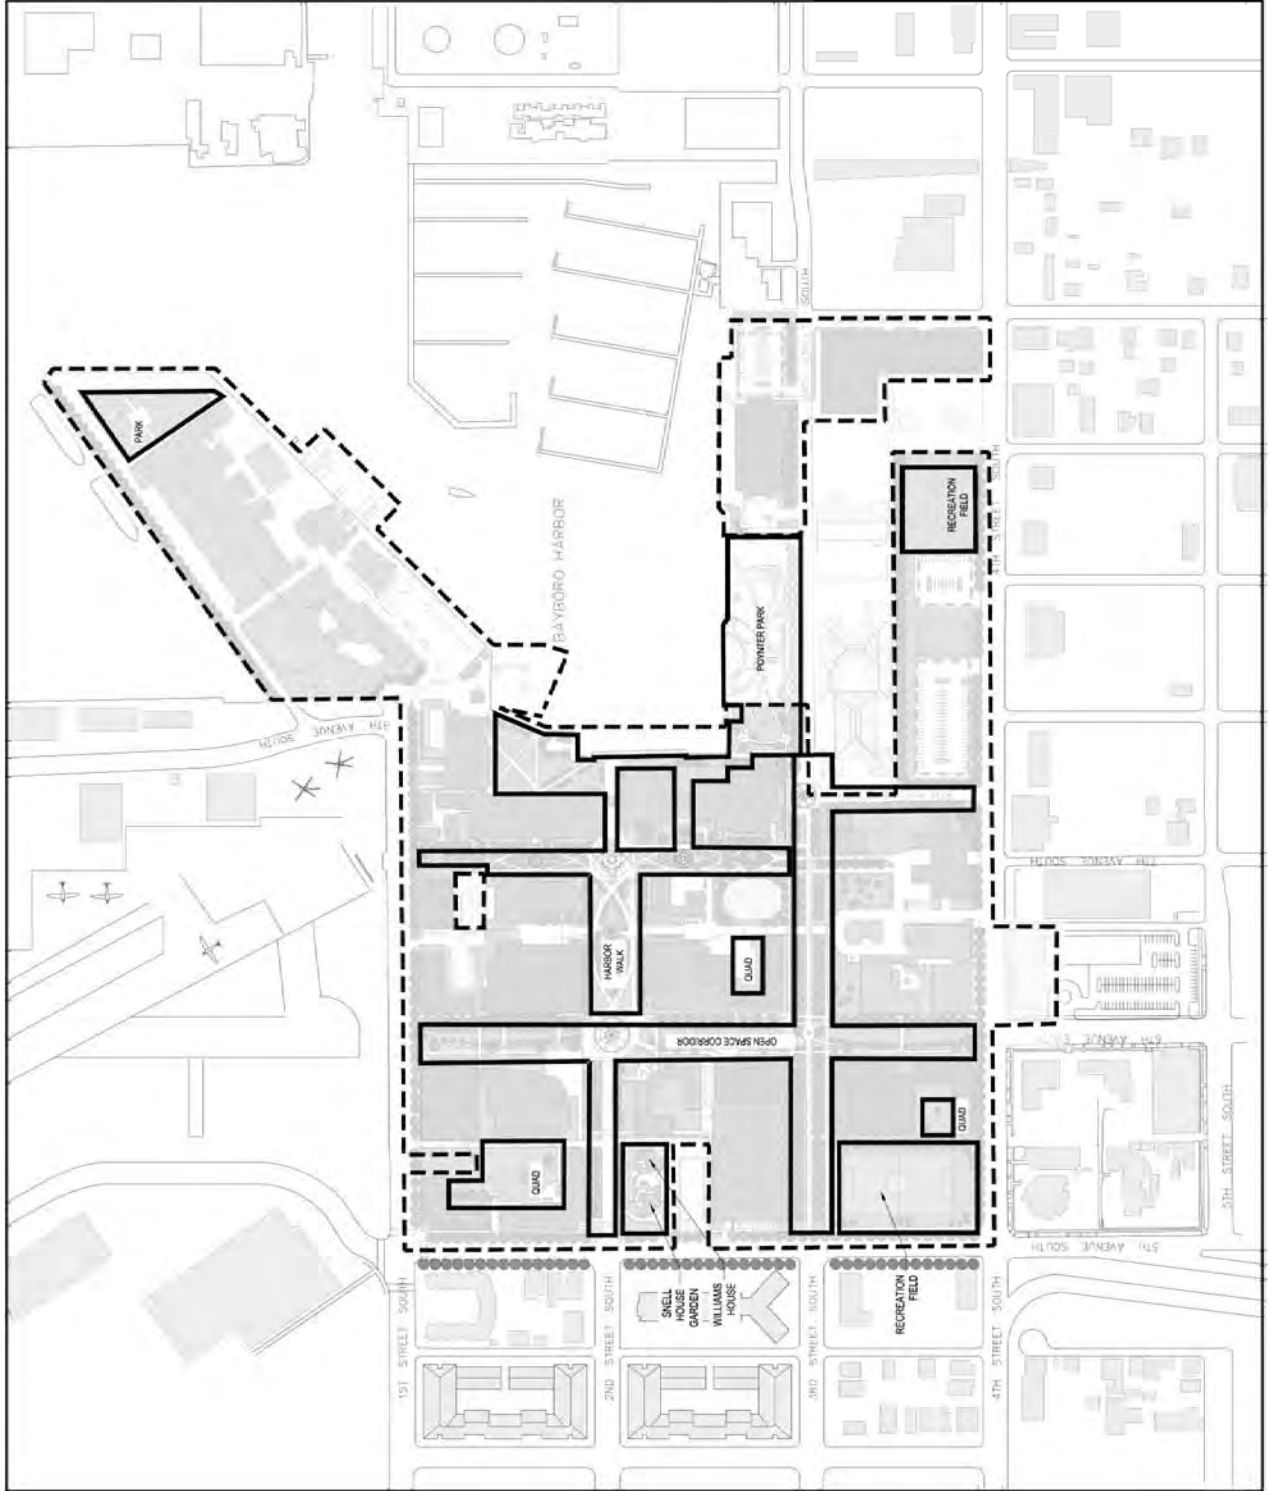 PARK
BAYBORO HARBOR
SOUTH
4TH STREET SOUTH
RECREATION
FIELD
POYNTER PARK
8TH AVENUE
SOUTH
7TH AVENUE SOUTH
HARBOR
WALK
QUAD
OPEN SPACE CORRIDOR
6TH AVENUE S
QUAD
QUAD
5TH STREET SOUTH
5TH AVENUE SOUTH
SNELL
HOUSE
GARDEN
WILLIAMS
HOUSE
RECREATION
FIELD
1ST STREET SOUTH
2ND STREET SOUTH
3RD STREET SOUTH
4TH STREET SOUTH